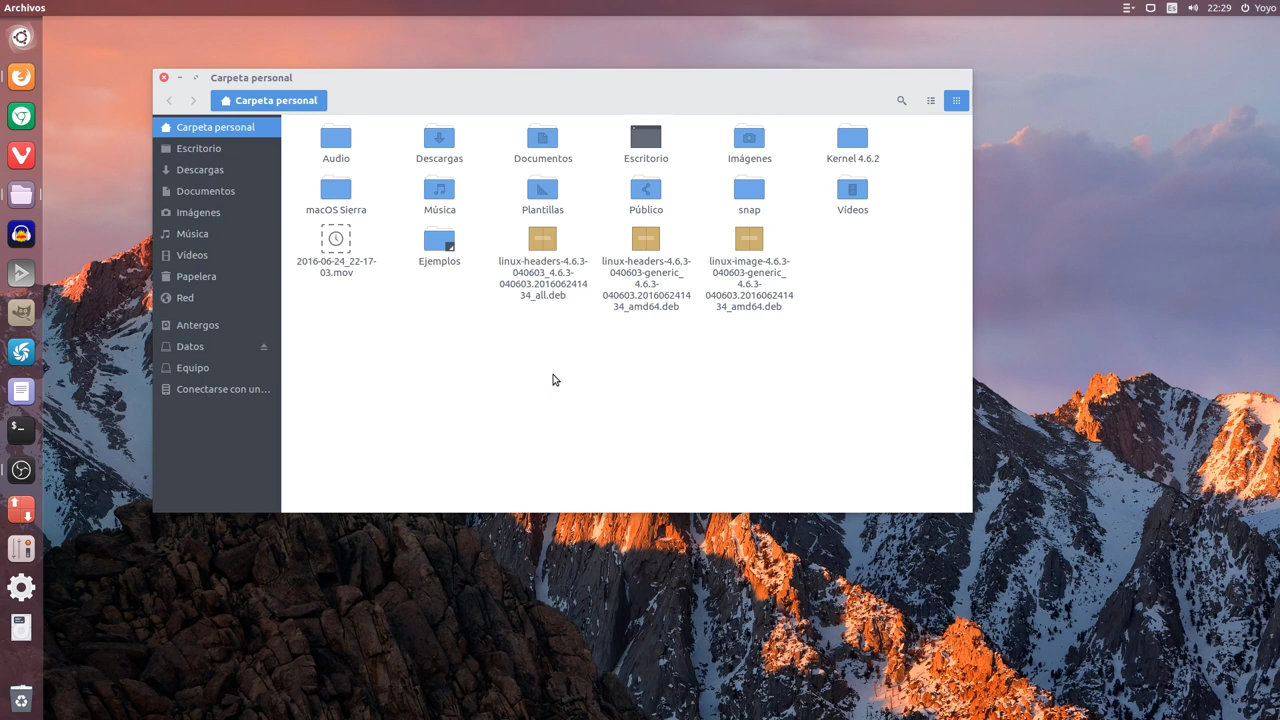 Archivos
Es
22:29
Yoyo
Carpeta personal
Carpeta personal
Carpeta personal
Escritorio
Descargas
Documentos
Imágenes
Música
Vídeos
Papelera
Red
Antergos
Datos
Equipo
Conectarse con un…
Audio
Descargas
Documentos
Escritorio
Imágenes
Kernel 4.6.2
macOS Sierra
Música
Plantillas
Público
snap
Vídeos
2016-06-24_22-17-
03.mov
Ejemplos
linux-headers-4.6.3-
040603_4.6.3-
040603.2016062414
34_all.deb
linux-headers-4.6.3-
040603-generic_
4.6.3-
040603.2016062414
34_amd64.deb
linux-image-4.6.3-
040603-generic_
4.6.3-
040603.2016062414
34_amd64.deb
$_